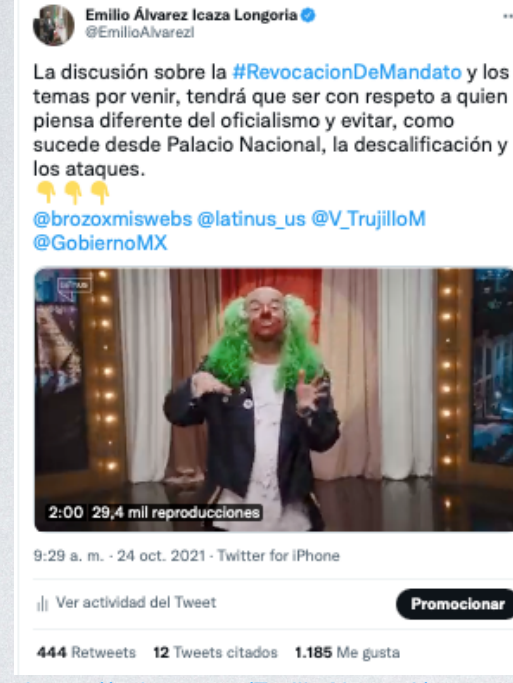 Emilio Álvarez Icaza Longoria
@EmilioAlvarezI
La discusión sobre la #RevocacionDeMandato y los
temas por venir, tendrá que ser con respeto a quien
piensa diferente del oficialismo y evitar, como
sucede desde Palacio Nacional, la descalificación y
los ataques.
👇👇👇
@brozoxmiswebs @latinus_us @V_TrujilloM
@GobiernoMX
LATINUS
2:00 29,4 mil reproducciones
9:29 a. m. · 24 oct. 2021 · Twitter for iPhone
Ver actividad del Tweet
Promocionar
444 Retweets 12 Tweets citados 1.185 Me gusta